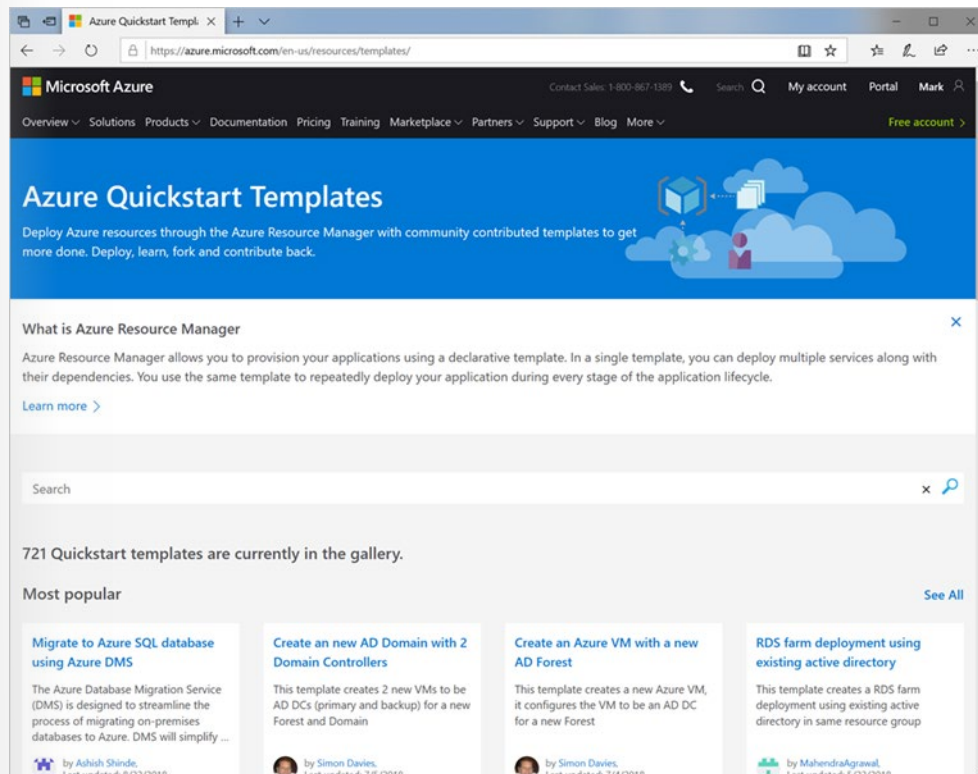 Azure Quickstart Templ
https://azure.microsoft.com/en-us/resources/templates/
Microsoft Azure
Contact Sales: 1-800-867-1389
Search
My account
Portal
Mark
Overview
Solutions
Products
Documentation
Pricing
Training
Marketplace
Partners
Support
Blog
More
Free account >
Azure Quickstart Templates
Deploy Azure resources through the Azure Resource Manager with community contributed templates to get
more done. Deploy, learn, fork and contribute back.
What is Azure Resource Manager
Azure Resource Manager allows you to provision your applications using a declarative template. In a single template, you can deploy multiple services along with
their dependencies. You use the same template to repeatedly deploy your application during every stage of the application lifecycle.
Learn more >
Search
721 Quickstart templates are currently in the gallery.
Most popular
See All
Migrate to Azure SQL database
using Azure DMS
The Azure Database Migration Service
(DMS) is designed to streamline the
process of migrating on-premises
databases to Azure. DMS will simplify ...
by Ashish Shinde,
Create an new AD Domain with 2
Domain Controllers
This template creates 2 new VMs to be
AD DCs (primary and backup) for a new
Forest and Domain
by Simon Davies,
Create an Azure VM with a new
AD Forest
This template creates a new Azure VM,
it configures the VM to be an AD DC
for a new Forest
by Simon Davies,
RDS farm deployment using
existing active directory
This template creates a RDS farm
deployment using existing active
directory in same resource group
by MahendraAgrawal,